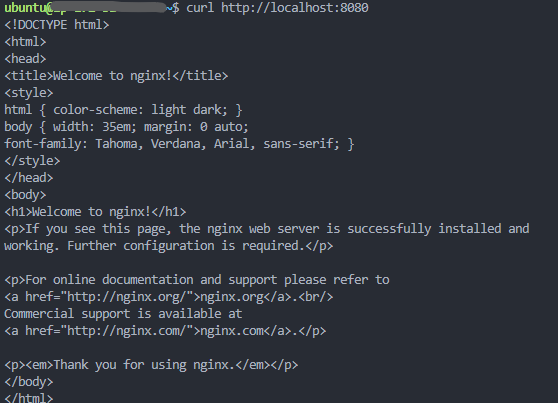 ubuntu@ ~$ curl http://localhost:8080
<!DOCTYPE html>
<html>
<head>
<title>Welcome to nginx!</title>
<style>
html { color-scheme: light dark; }
body { width: 35em; margin: 0 auto;
font-family: Tahoma, Verdana, Arial, sans-serif; }
</style>
</head>
<body>
<h1>Welcome to nginx!</h1>
<p>If you see this page, the nginx web server is successfully installed and
working. Further configuration is required.</p>

<p>For online documentation and support please refer to
<a href="http://nginx.org/">nginx.org</a>.<br/>
Commercial support is available at
<a href="http://nginx.com/">nginx.com</a>.</p>

<p><em>Thank you for using nginx.</em></p>
</body>
</html>